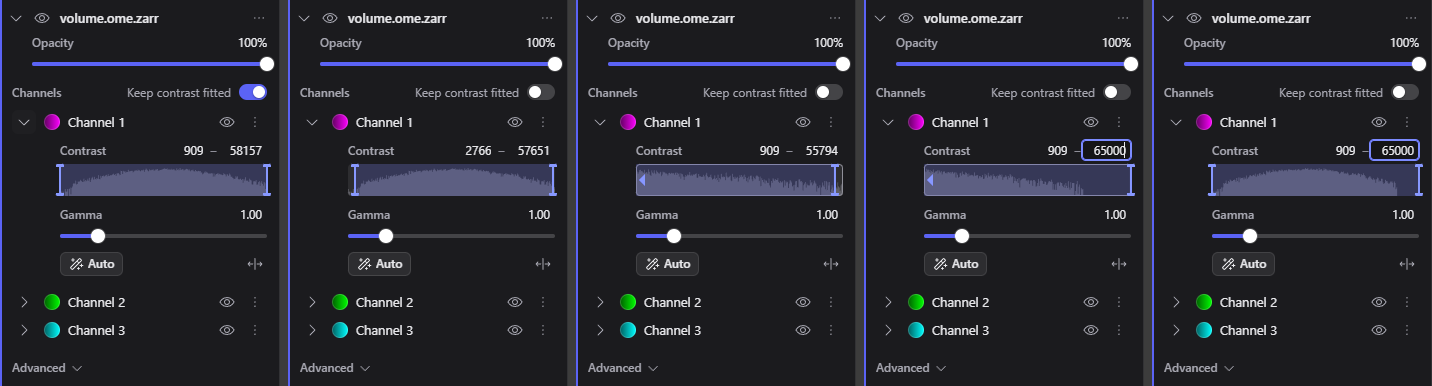 volume.ome.zarr
Opacity 100%
Channels Keep contrast fitted
Channel 1
Contrast 909 – 58157
Gamma 1.00
Auto
Channel 2
Channel 3
Advanced
volume.ome.zarr
Opacity 100%
Channels Keep contrast fitted
Channel 1
Contrast 2766 – 57651
Gamma 1.00
Auto
Channel 2
Channel 3
Advanced
volume.ome.zarr
Opacity 100%
Channels Keep contrast fitted
Channel 1
Contrast 909 – 55794
Gamma 1.00
Auto
Channel 2
Channel 3
Advanced
volume.ome.zarr
Opacity 100%
Channels Keep contrast fitted
Channel 1
Contrast 909 – 65000
Gamma 1.00
Auto
Channel 2
Channel 3
Advanced
volume.ome.zarr
Opacity 100%
Channels Keep contrast fitted
Channel 1
Contrast 909 – 65000
Gamma 1.00
Auto
Channel 2
Channel 3
Advanced